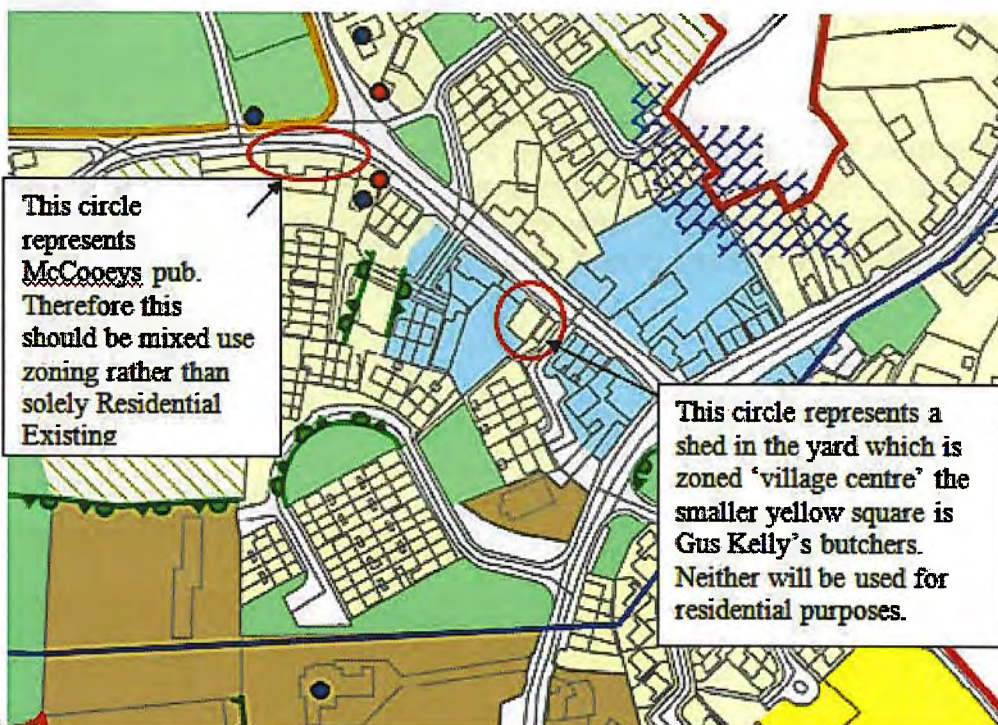 This circle
represents
McCooeys pub.
Therefore this
should be mixed use
zoning rather than
solely Residential
Existing
This circle represents a
shed in the yard which is
zoned ‘village centre’ the
smaller yellow square is
Gus Kelly’s butchers.
Neither will be used for
residential purposes.